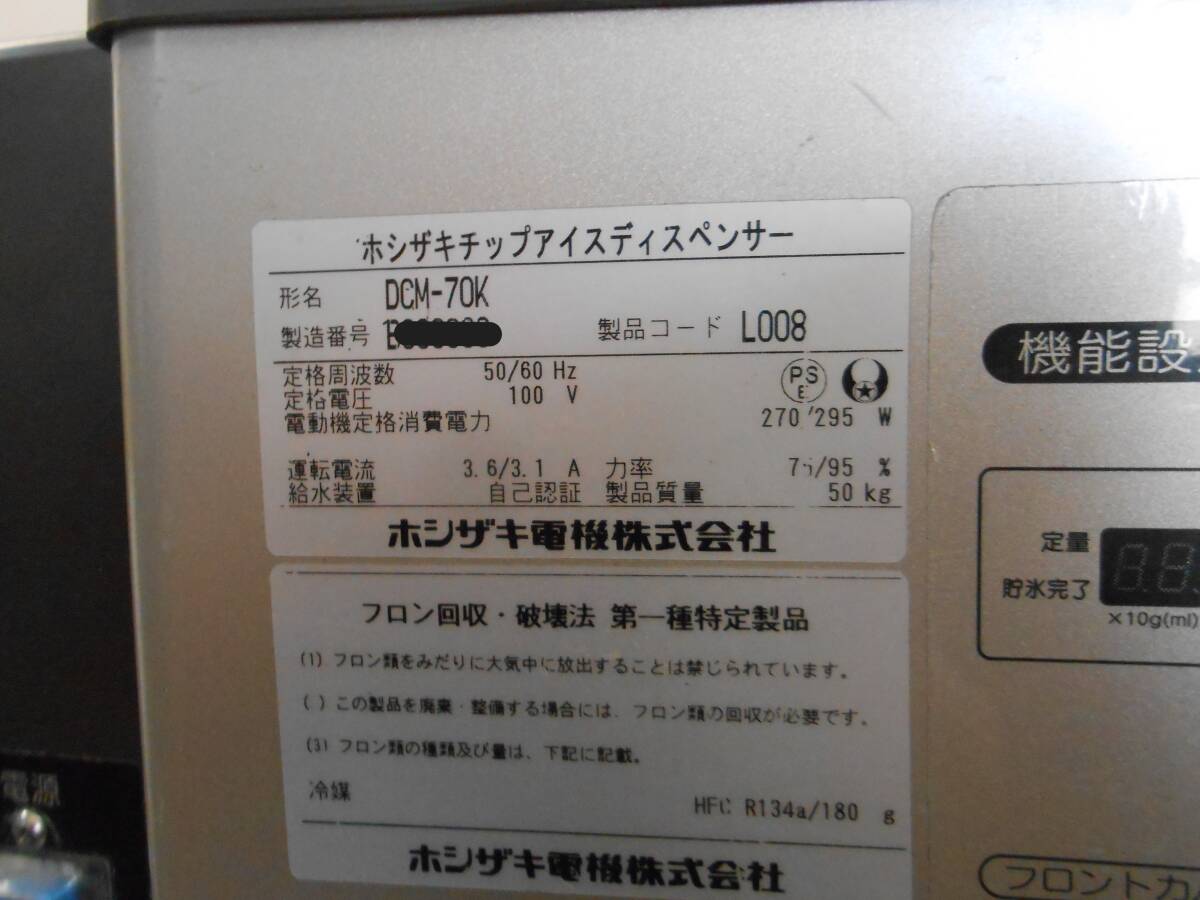 ホシザキチップアイスディスペンサー
形名 DCM-70K
製造番号 製品コード L008
定格周波数 50/60 Hz
定格電圧 100 V
PS E
電動機定格消費電力 270/295 W
運転電流 3.6/3.1 A 力率 /95 %
給水装置 自己認証 製品質量 50 kg
ホシザキ電機株式会社
フロン回収・破壊法 第一種特定製品
(1) フロン類をみだりに大気中に放出することは禁じられています。
( ) この製品を廃棄・整備する場合には、フロン類の回収が必要です。
(3) フロン類の種類及び量は、下記に記載。
冷媒 HFC R134a/180 g
ホシザキ電機株式会社
機能設
定量
貯氷完了
×10g(ml)
フロントカ
電源